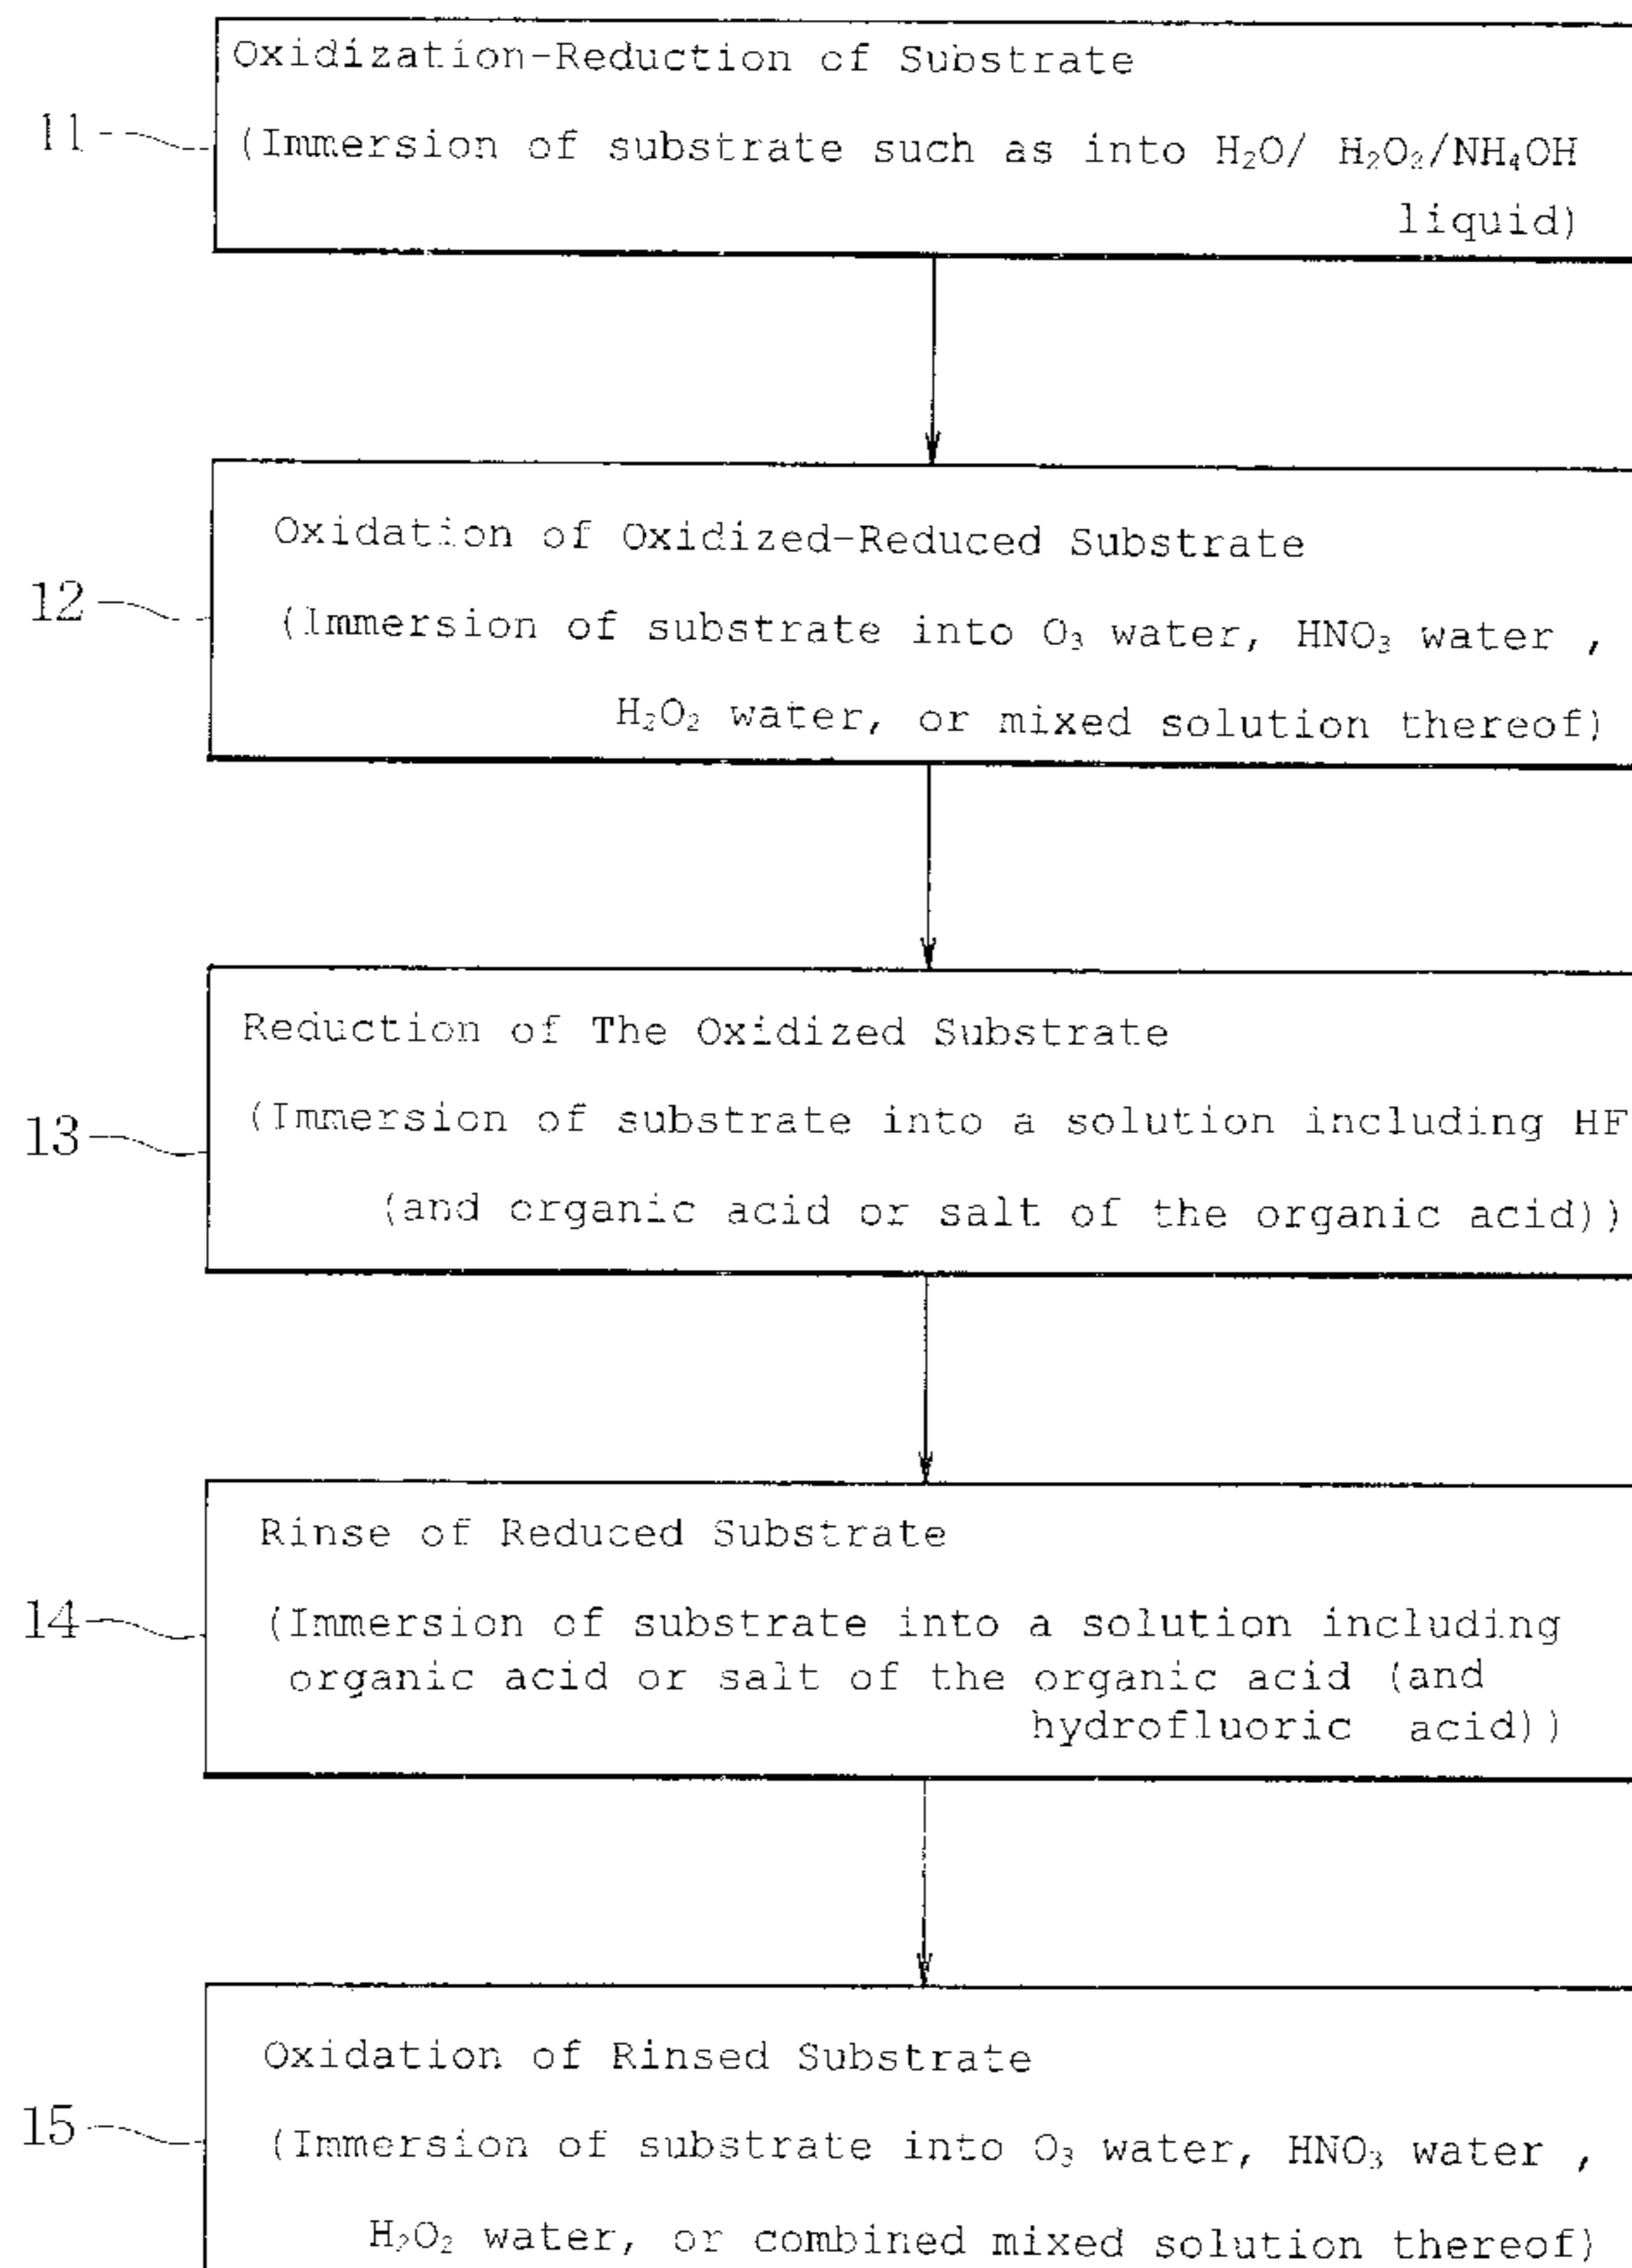 Oxidization-Reduction of Substrate
11
(Immersion of substrate such as into H₂O/ H₂O₂/NH₄OH
liquid)
Oxidation of Oxidized-Reduced Substrate
12
(Immersion of substrate into O₃ water, HNO₃ water ,
H₂O₂ water, or mixed solution thereof)
Reduction of The Oxidized Substrate
13
(Immersion of substrate into a solution including HF
(and organic acid or salt of the organic acid))
Rinse of Reduced Substrate
14
(Immersion of substrate into a solution including
organic acid or salt of the organic acid (and
hydrofluoric acid))
Oxidation of Rinsed Substrate
15
(Immersion of substrate into O₃ water, HNO₃ water ,
H₂O₂ water, or combined mixed solution thereof)